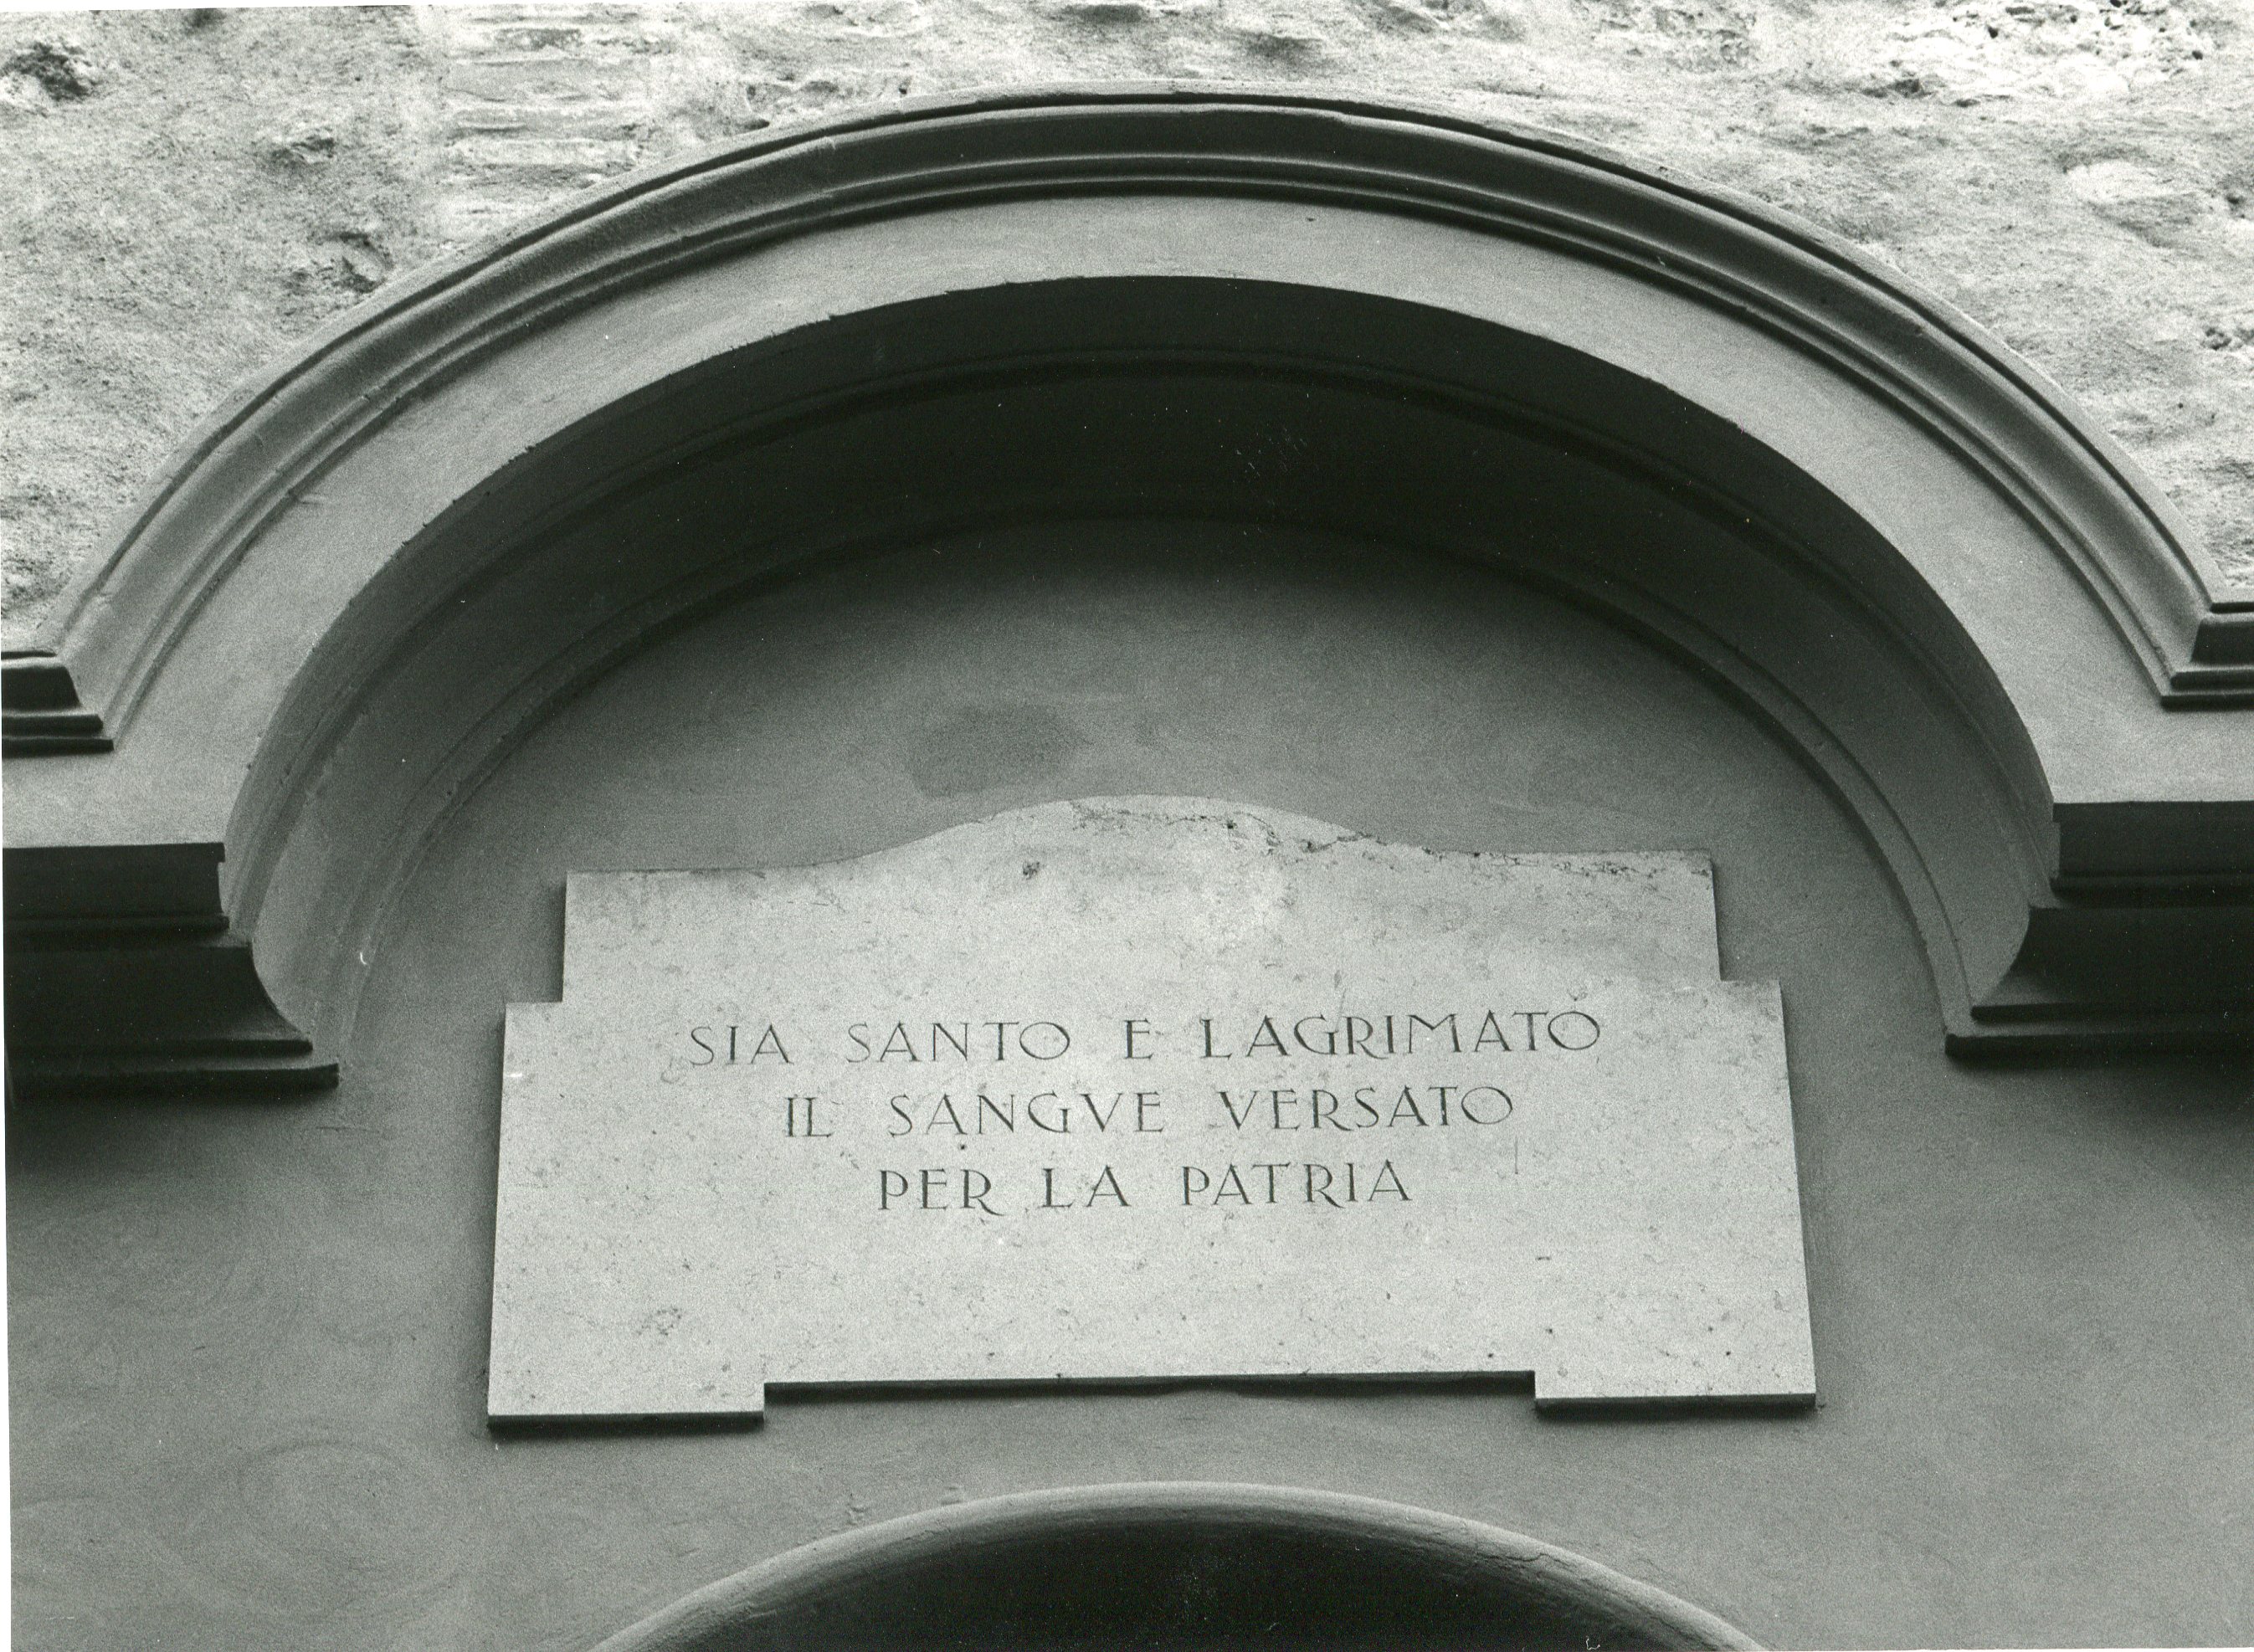 SIA SANTO E LAGRIMATO
IL SANGVE VERSATO
PER LA PATRIA